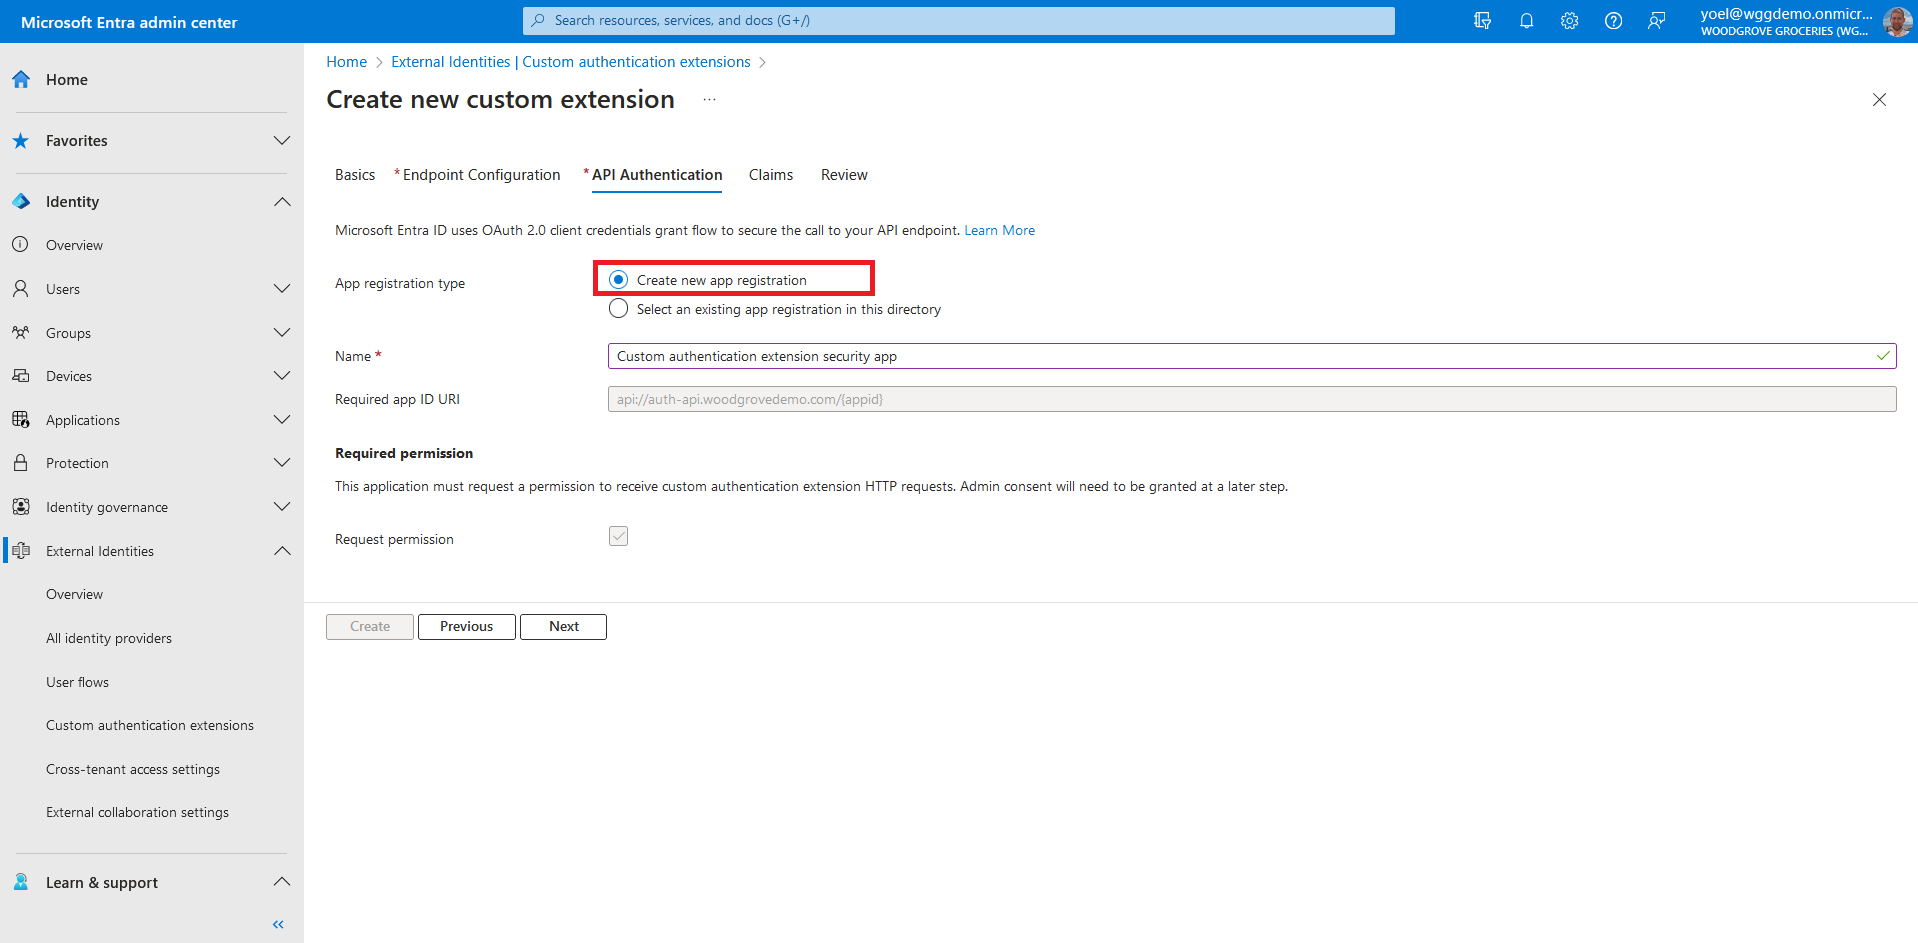 Microsoft Entra admin center
Search resources, services, and docs (G+/)
yoel@wggdemo.onmicr...
WOODGROVE GROCERIES (WG...
Home
Favorites
Identity
Overview
Users
Groups
Devices
Applications
Protection
Identity governance
External Identities
Overview
All identity providers
User flows
Custom authentication extensions
Cross-tenant access settings
External collaboration settings
Learn & support
Home > External Identities | Custom authentication extensions >
Create new custom extension ...
Basics * Endpoint Configuration * API Authentication Claims Review
Microsoft Entra ID uses OAuth 2.0 client credentials grant flow to secure the call to your API endpoint. Learn More
App registration type
Create new app registration
Select an existing app registration in this directory
Name * Custom authentication extension security app
Required app ID URI api://auth-api.woodgrovedemo.com/{appid}
Required permission
This application must request a permission to receive custom authentication extension HTTP requests. Admin consent will need to be granted at a later step.
Request permission
Create Previous Next